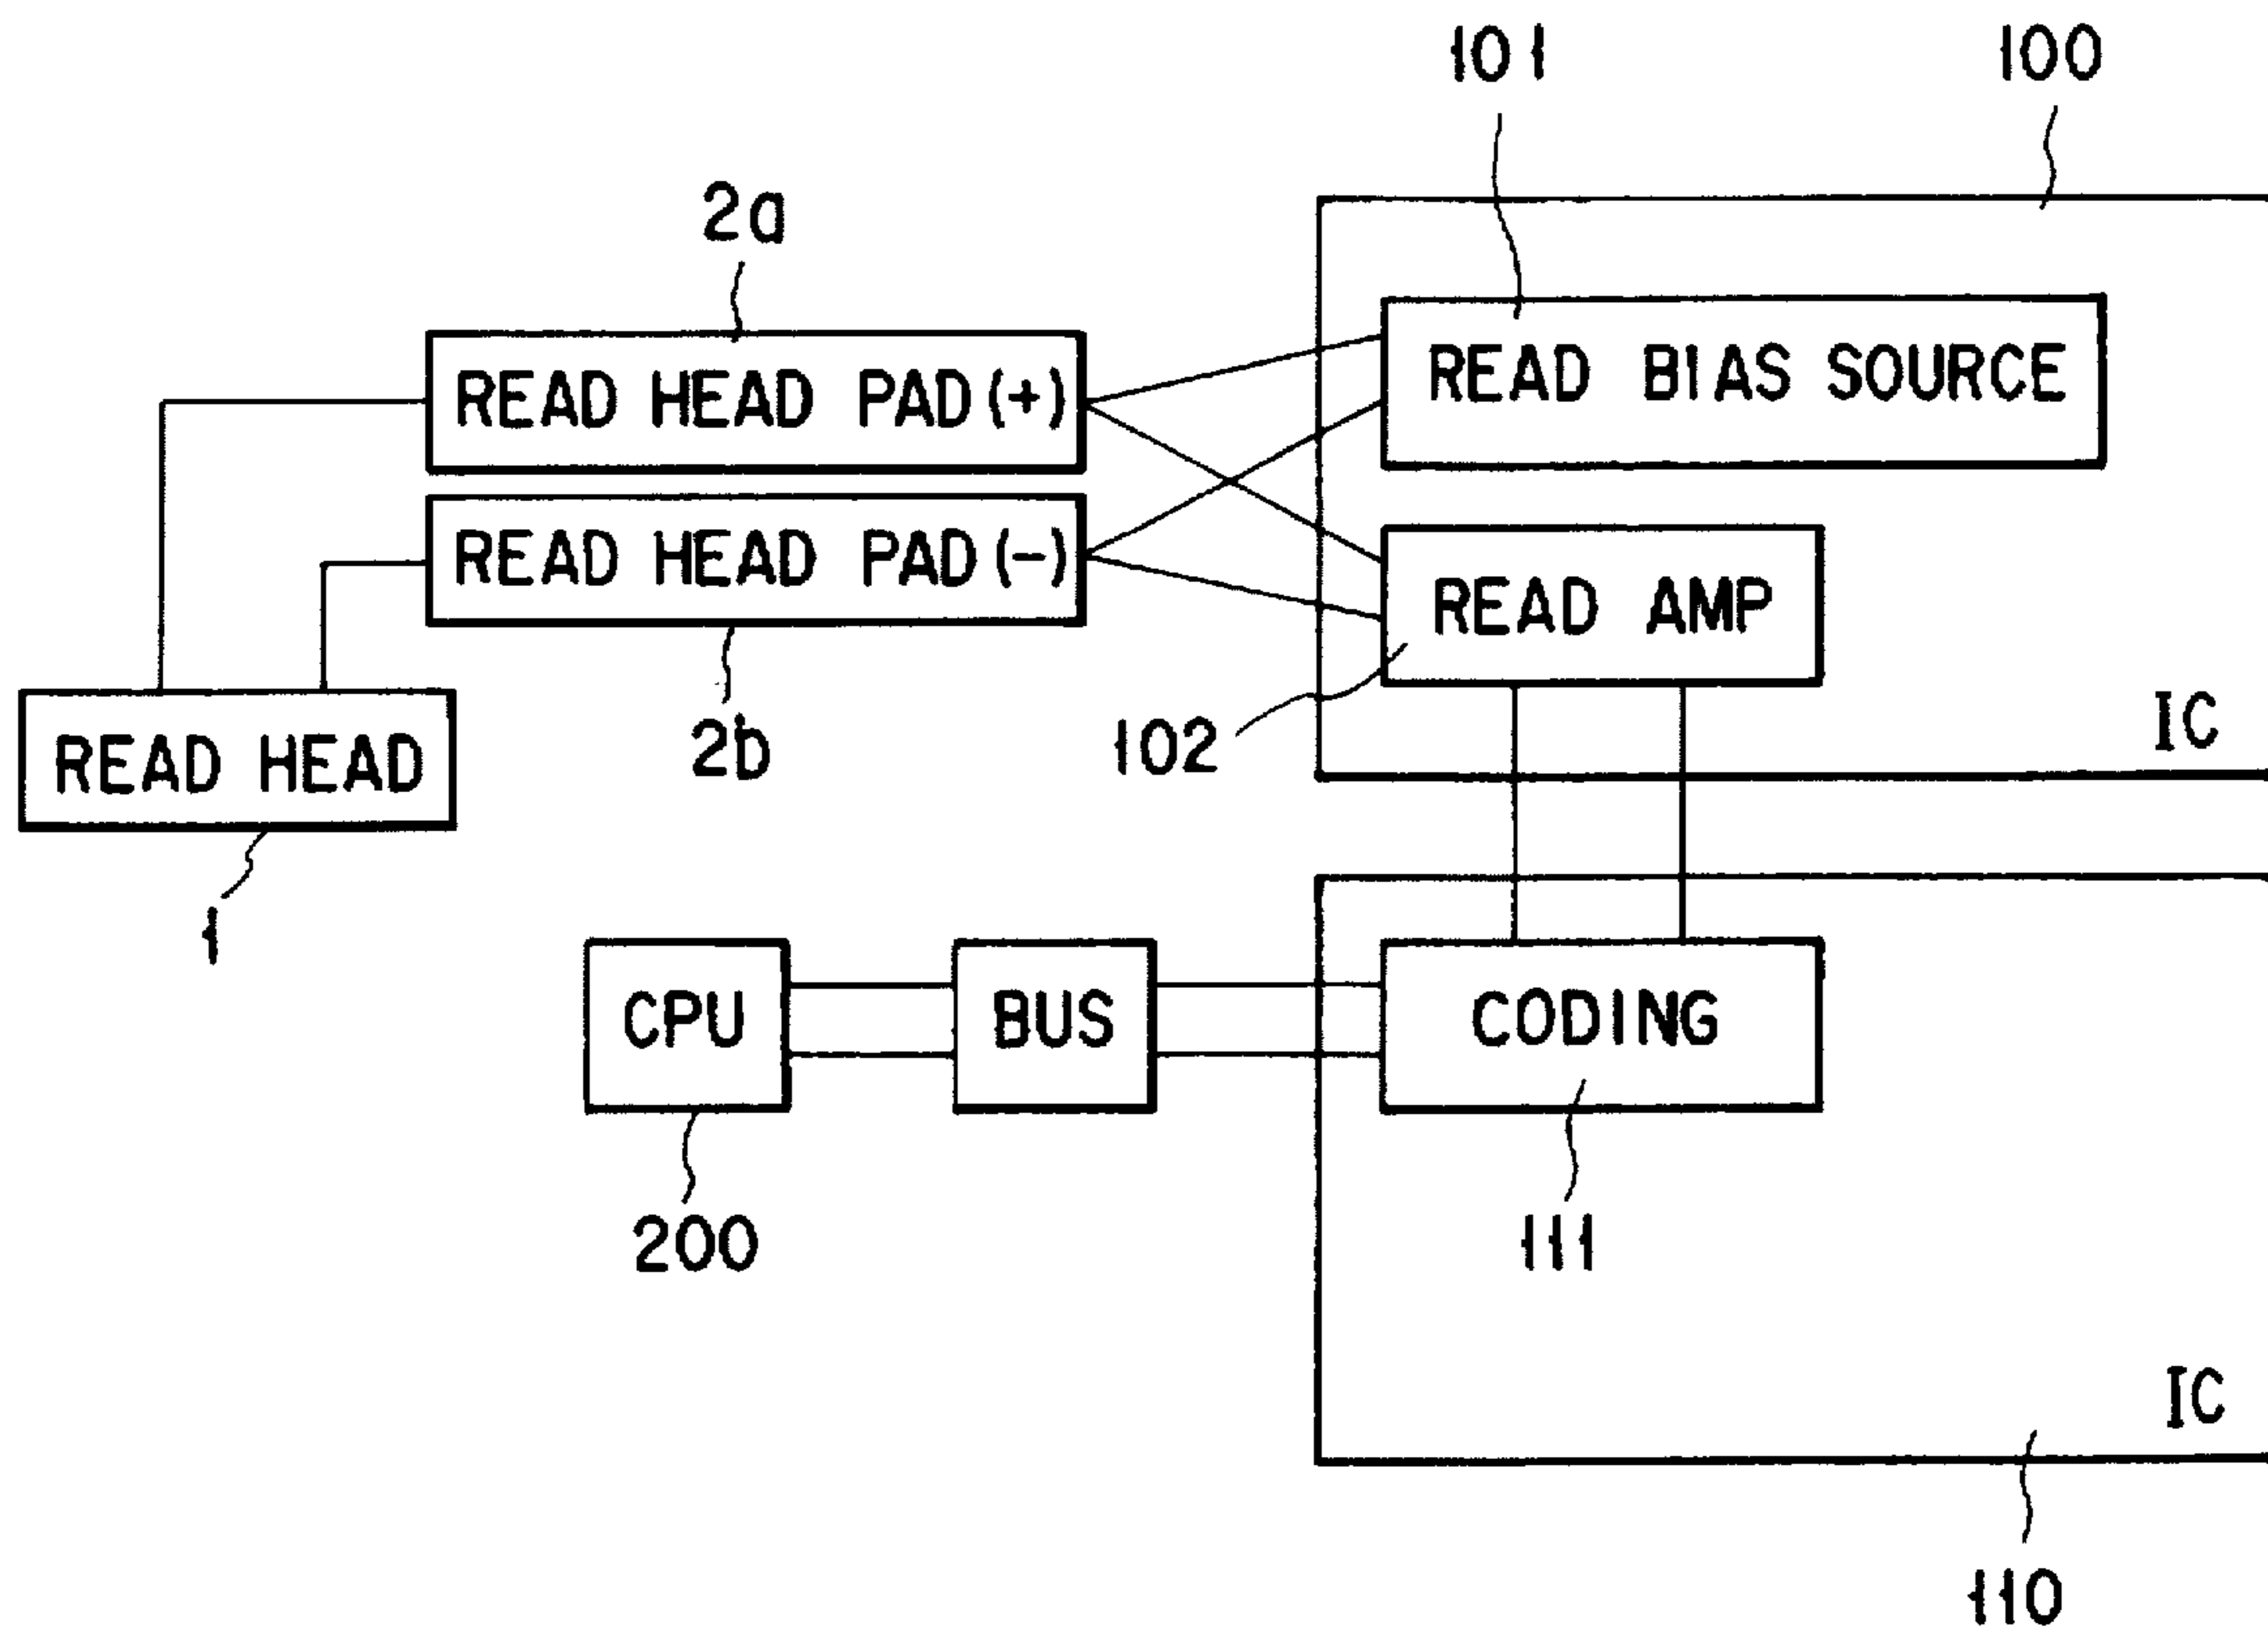 101
100
2a
READ HEAD PAD(+)
READ BIAS SOURCE
READ HEAD PAD(-)
READ AMP
2b
102
IC
READ HEAD
1
CPU
BUS
CODING
200
111
IC
110